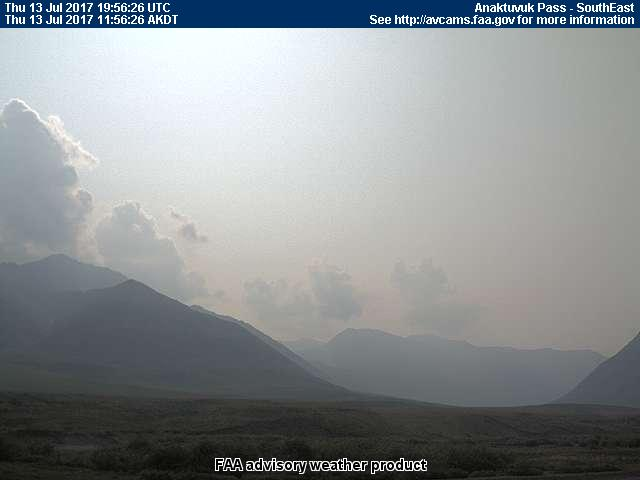 Thu 13 Jul 2017 19:56:26 UTC
Anaktuvuk Pass - SouthEast
Thu 13 Jul 2017 11:56:26 AKDT
See http://avcams.faa.gov for more information
FAA advisory weather product